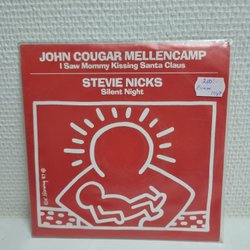 JOHN COUGAR MELLENCAMP
I Saw Mommy Kissing Santa Claus
STEVIE NICKS
Silent Night